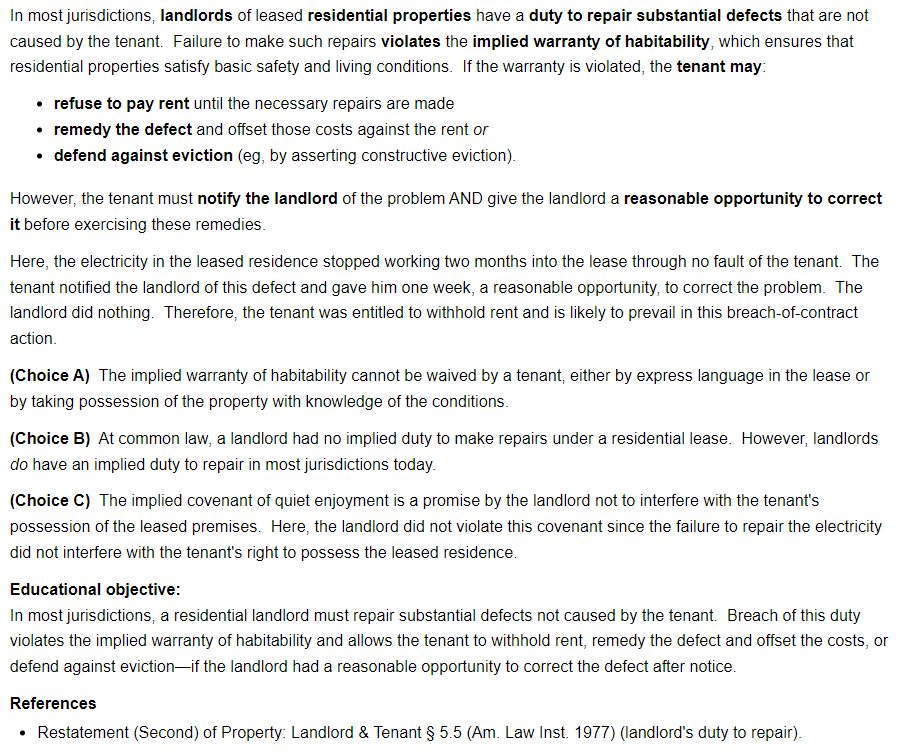 In most jurisdictions, landlords of leased residential properties have a duty to repair substantial defects that are not
caused by the tenant. Failure to make such repairs violates the implied warranty of habitability, which ensures that
residential properties satisfy basic safety and living conditions. If the warranty is violated, the tenant may:
• refuse to pay rent until the necessary repairs are made
• remedy the defect and offset those costs against the rent or
• defend against eviction (eg, by asserting constructive eviction).
However, the tenant must notify the landlord of the problem AND give the landlord a reasonable opportunity to correct
it before exercising these remedies.
Here, the electricity in the leased residence stopped working two months into the lease through no fault of the tenant. The
tenant notified the landlord of this defect and gave him one week, a reasonable opportunity, to correct the problem. The
landlord did nothing. Therefore, the tenant was entitled to withhold rent and is likely to prevail in this breach-of-contract
action.
(Choice A) The implied warranty of habitability cannot be waived by a tenant, either by express language in the lease or
by taking possession of the property with knowledge of the conditions.
(Choice B) At common law, a landlord had no implied duty to make repairs under a residential lease. However, landlords
do have an implied duty to repair in most jurisdictions today.
(Choice C) The implied covenant of quiet enjoyment is a promise by the landlord not to interfere with the tenant's
possession of the leased premises. Here, the landlord did not violate this covenant since the failure to repair the electricity
did not interfere with the tenant's right to possess the leased residence.
Educational objective:
In most jurisdictions, a residential landlord must repair substantial defects not caused by the tenant. Breach of this duty
violates the implied warranty of habitability and allows the tenant to withhold rent, remedy the defect and offset the costs, or
defend against eviction—if the landlord had a reasonable opportunity to correct the defect after notice.
References
• Restatement (Second) of Property: Landlord & Tenant § 5.5 (Am. Law Inst. 1977) (landlord's duty to repair).